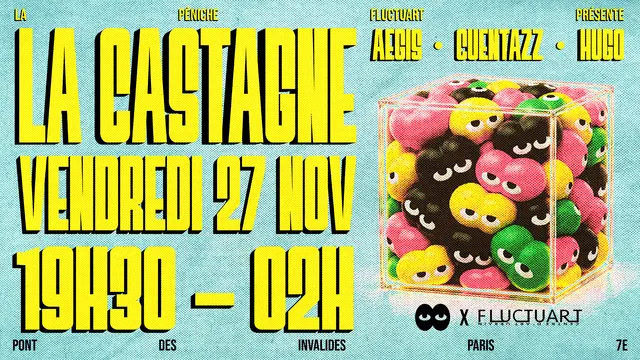 LA PÉNICHE FLUCTUART PRÉSENTE
LA CASTAGNE
AEGIS • GUENTAZZ • HUGO
VENDREDI 27 NOV
19H30 – 02H
X FLUCTUART
PONT DES INVALIDES PARIS 7E